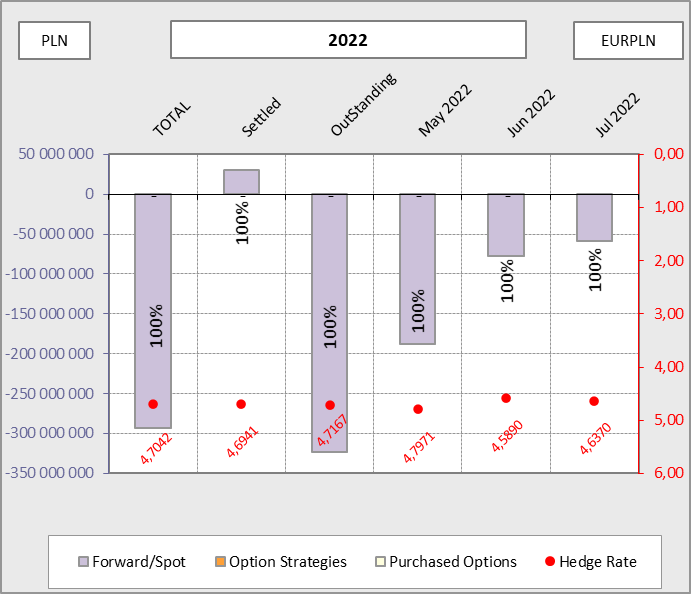 PLN
2022
EURPLN
TOTAL
Settled
OutStanding
May 2022
Jun 2022
Jul 2022
50 000 000
0
-50 000 000
-100 000 000
-150 000 000
-200 000 000
-250 000 000
-300 000 000
-350 000 000
0,00
1,00
2,00
3,00
4,00
5,00
6,00
100%
100%
100%
100%
100%
100%
4,7042
4,6941
4,7167
4,7971
4,5890
4,6370
Forward/Spot
Option Strategies
Purchased Options
Hedge Rate